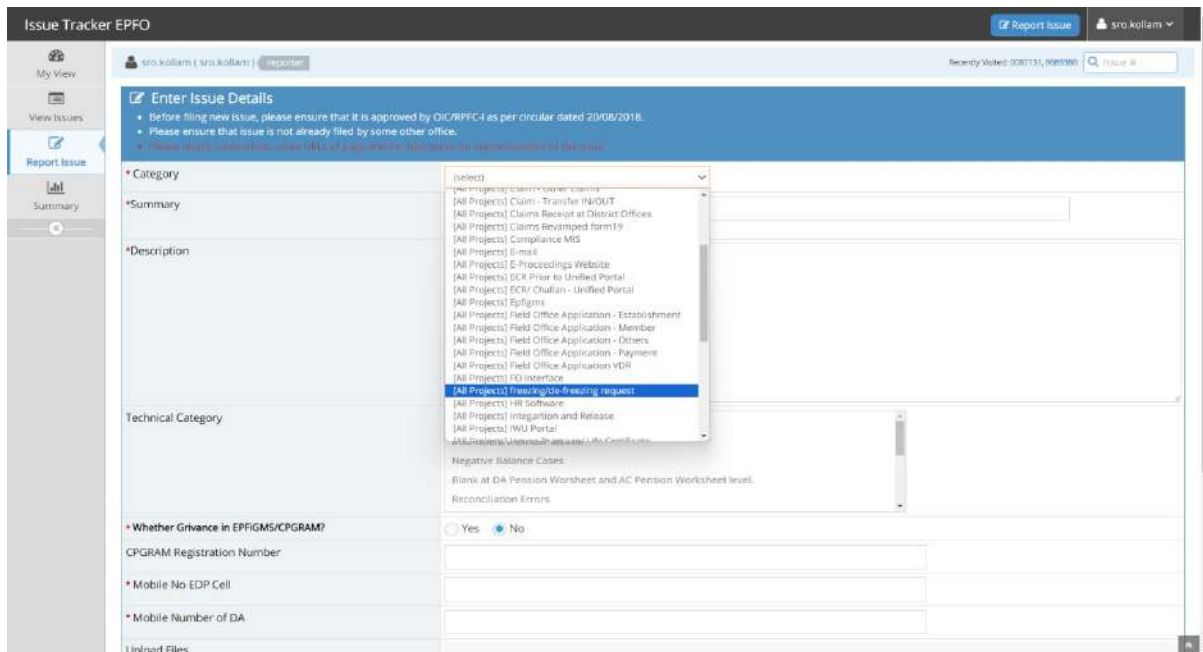 Issue Tracker EPFO
Report Issue
sro.kollam
My View
sro.kollam ( sro.kollam ) reporter
Recently Visited: 0087131,
Issue #
View Issues
Enter Issue Details
Before filing new issue, please ensure that it is approved by OIC/RPFC-I as per circular dated 20/08/2018.
Please ensure that issue is not already filed by some other office.
Report Issue
* Category
(select)
Summary
*Summary
[All Projects] Claim - Other Claims
[All Projects] Claim - Transfer IN/OUT
[All Projects] Claims Receipt at District Offices
[All Projects] Claims Revamped form19
[All Projects] Compliance MIS
*Description
[All Projects] E-mail
[All Projects] E-Proceedings Website
[All Projects] ECR Prior to Unified Portal
[All Projects] ECR/ Challan - Unified Portal
[All Projects] Epfigms
[All Projects] Field Office Application - Establishment
[All Projects] Field Office Application - Member
[All Projects] Field Office Application - Others
[All Projects] Field Office Application - Payment
[All Projects] Field Office Application VDR
[All Projects] FO Interface
[All Projects] freezing/de-freezing request
[All Projects] HR Software
[All Projects] Integartion and Release
[All Projects] IWU Portal
Technical Category
Negative Balance Cases
Blank at DA Pension Worsheet and AC Pension Worksheet level.
Reconciliation Errors
* Whether Grivance in EPFiGMS/CPGRAM?
Yes No
CPGRAM Registration Number
* Mobile No EDP Cell
* Mobile Number of DA
Upload Files